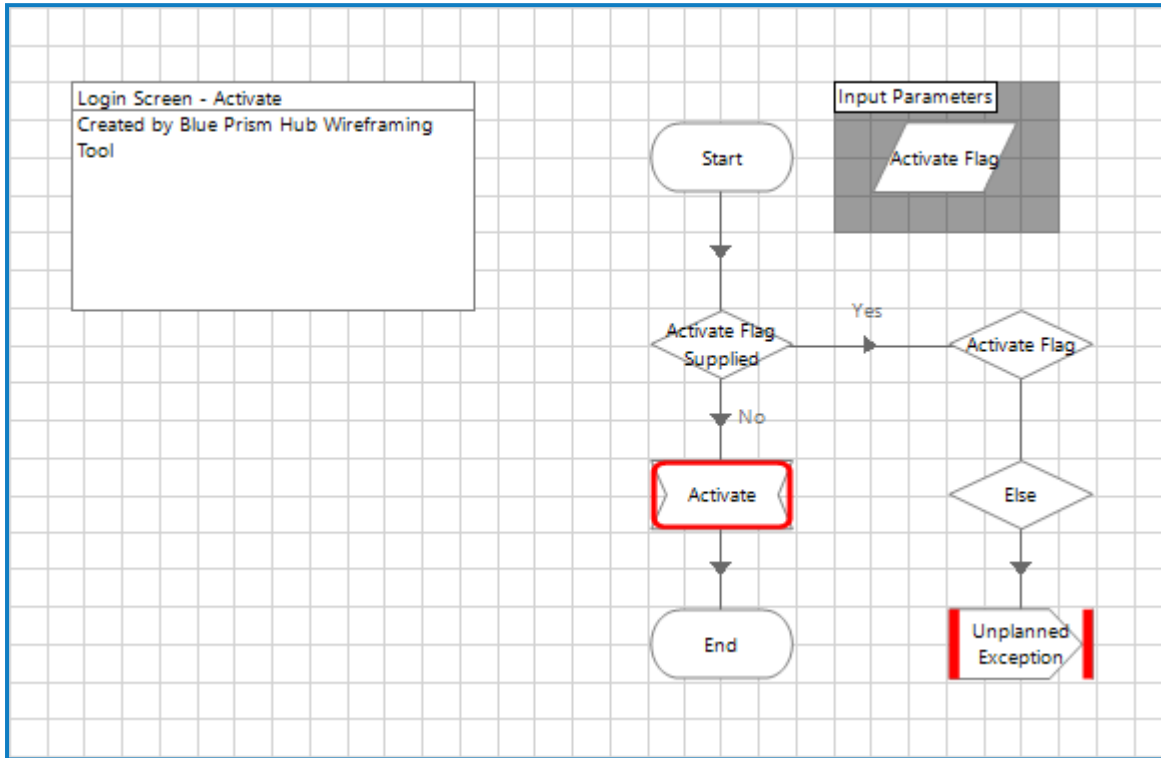 Login Screen - Activate
Created by Blue Prism Hub Wireframing
Tool
Input Parameters
Start
Activate Flag
Yes
Activate Flag
Supplied
Activate Flag
No
Activate
Else
End
Unplanned
Exception